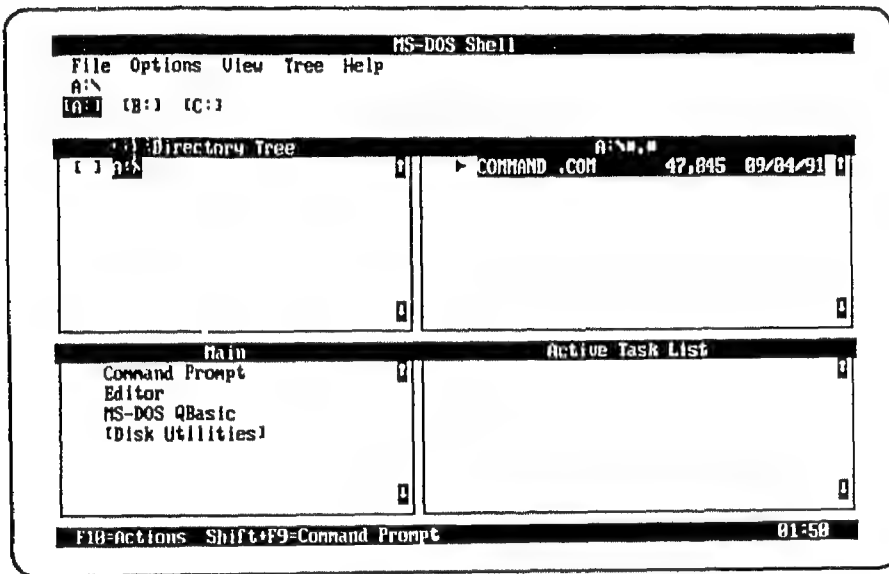 MS-DOS Shell
File Options View Tree Help
A:\
[A:] [B:] [C:]
Directory Tree
A:\*.*
[ ] A:\
COMMAND .COM 47,845 09/04/91
Main
Active Task List
Command Prompt
Editor
MS-DOS QBasic
[Disk Utilities]
F10=Actions Shift+F9=Command Prompt 01:50